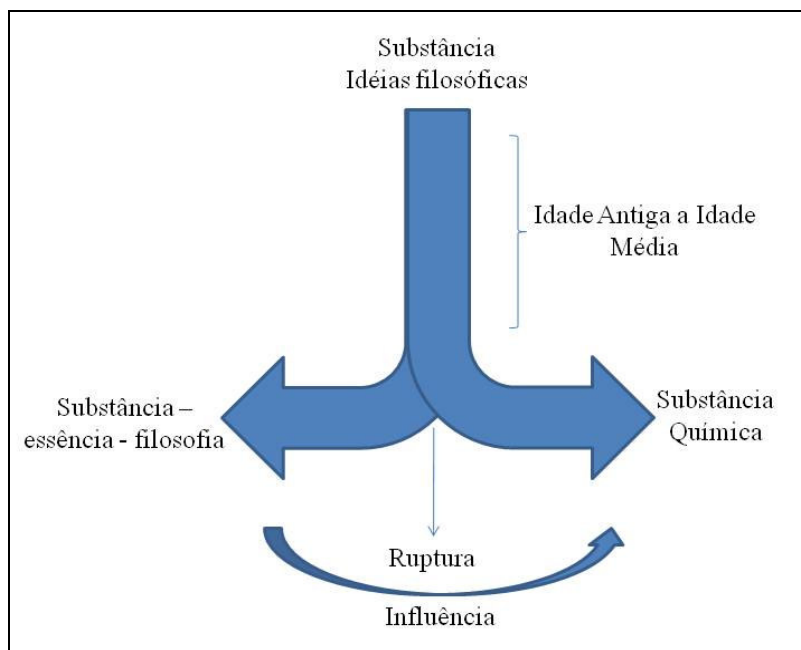 Substância
Idéias filosóficas
Idade Antiga a Idade
Média
Substância –
essência - filosofia
Substância
Química
Ruptura
Influência